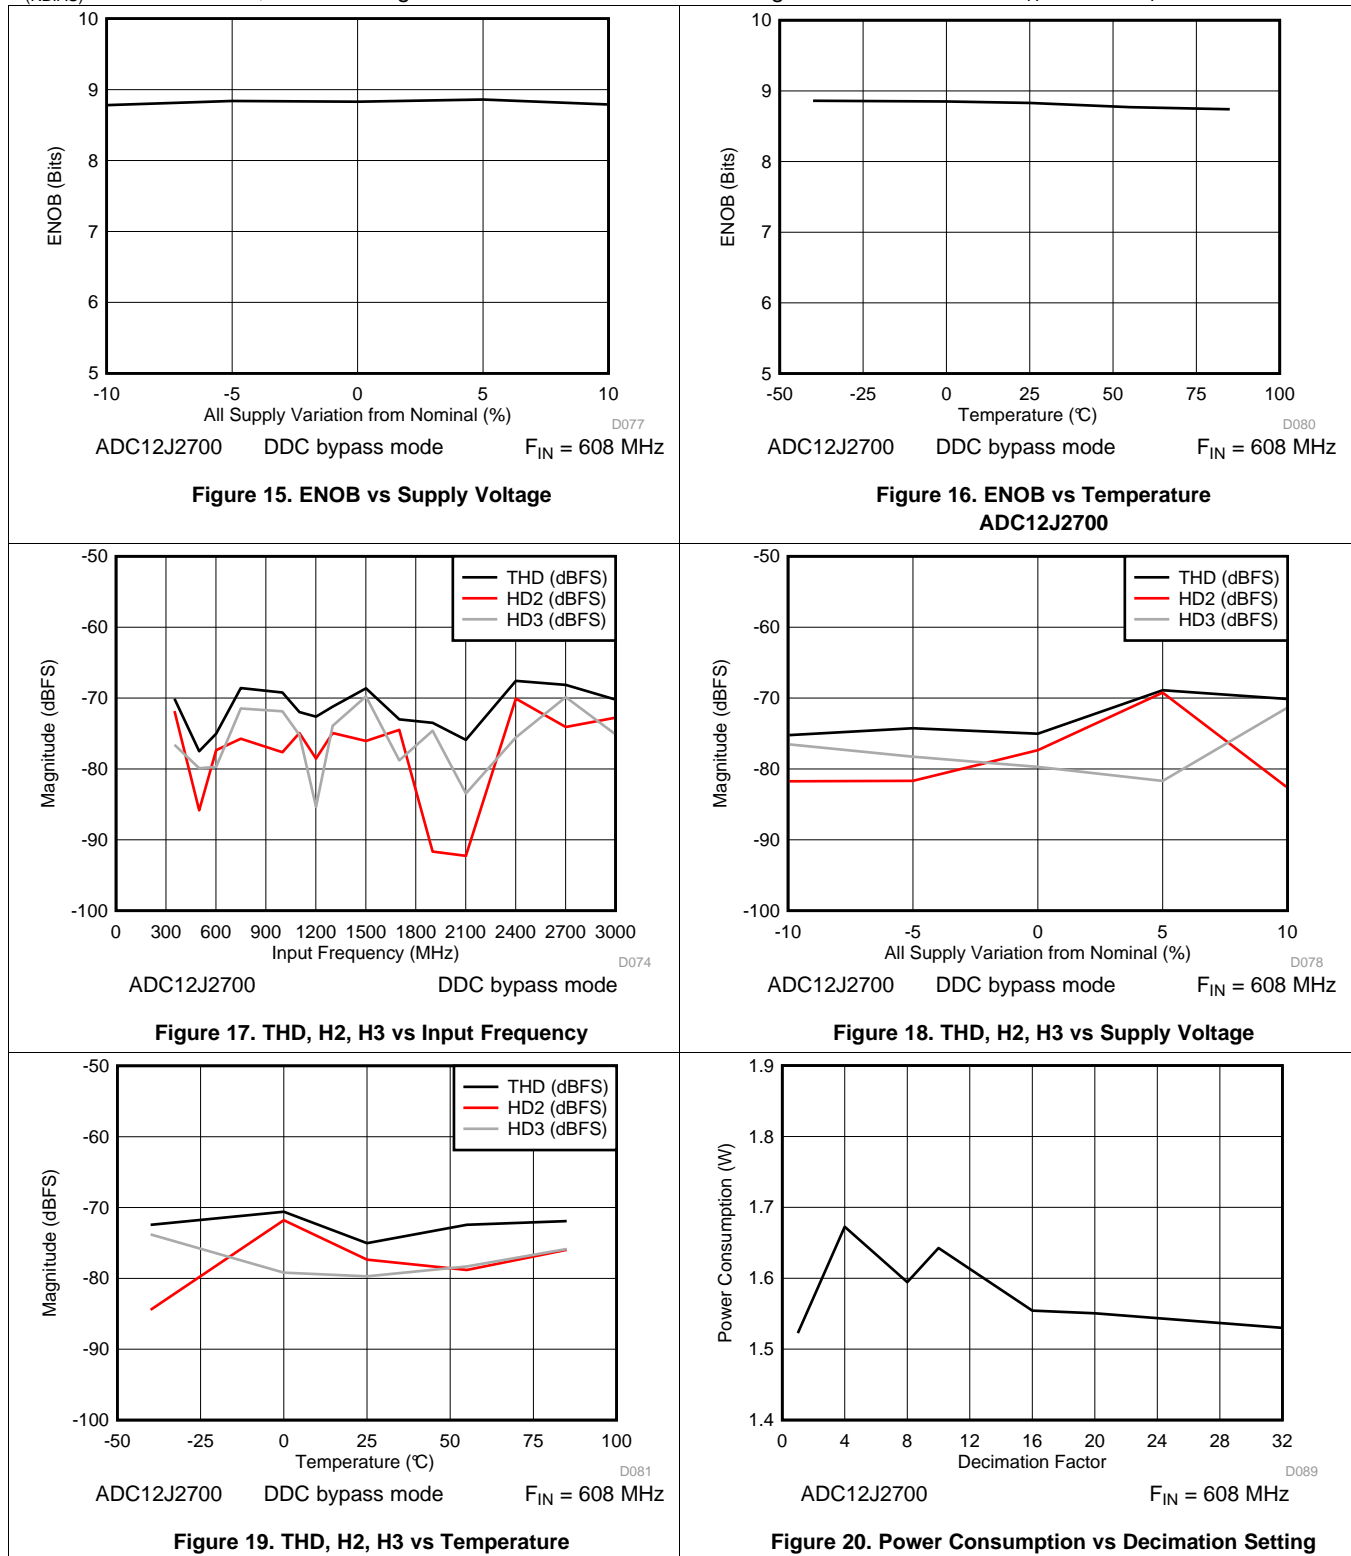 10
9
8
7
6
5
ENOB (Bits)
-10 -5 0 5 10
All Supply Variation from Nominal (%)
D077
ADC12J2700 DDC bypass mode FIN = 608 MHz
Figure 15. ENOB vs Supply Voltage
10
9
8
7
6
5
ENOB (Bits)
-50 -25 0 25 50 75 100
Temperature (°C)
D080
ADC12J2700 DDC bypass mode FIN = 608 MHz
Figure 16. ENOB vs Temperature
ADC12J2700
-50
-60
-70
-80
-90
-100
Magnitude (dBFS)
THD (dBFS)
HD2 (dBFS)
HD3 (dBFS)
0 300 600 900 1200 1500 1800 2100 2400 2700 3000
Input Frequency (MHz)
D074
ADC12J2700 DDC bypass mode
Figure 17. THD, H2, H3 vs Input Frequency
-50
-60
-70
-80
-90
-100
Magnitude (dBFS)
THD (dBFS)
HD2 (dBFS)
HD3 (dBFS)
-10 -5 0 5 10
All Supply Variation from Nominal (%)
D078
ADC12J2700 DDC bypass mode FIN = 608 MHz
Figure 18. THD, H2, H3 vs Supply Voltage
-50
-60
-70
-80
-90
-100
Magnitude (dBFS)
THD (dBFS)
HD2 (dBFS)
HD3 (dBFS)
-50 -25 0 25 50 75 100
Temperature (°C)
D081
ADC12J2700 DDC bypass mode FIN = 608 MHz
Figure 19. THD, H2, H3 vs Temperature
1.9
1.8
1.7
1.6
1.5
1.4
Power Consumption (W)
0 4 8 12 16 20 24 28 32
Decimation Factor
D089
ADC12J2700 FIN = 608 MHz
Figure 20. Power Consumption vs Decimation Setting